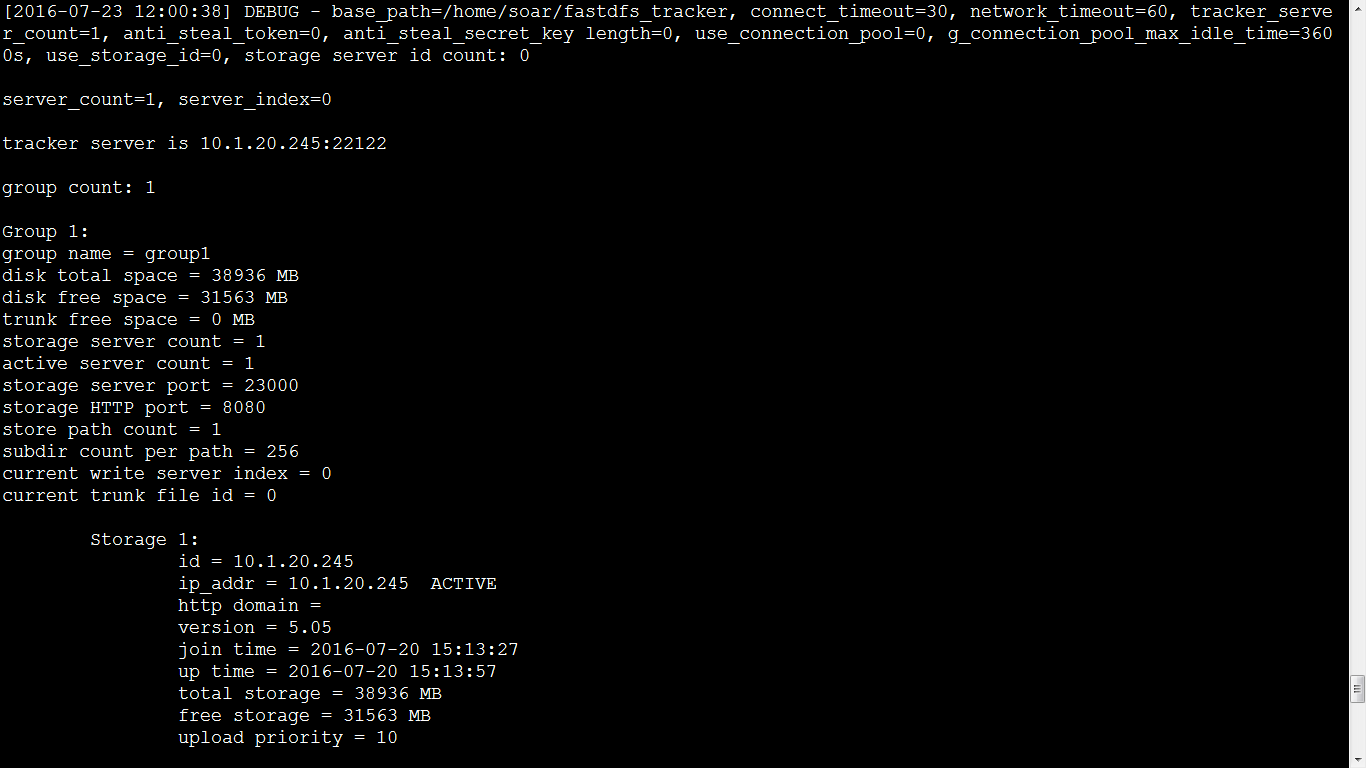 [2016-07-23 12:00:38] DEBUG - base_path=/home/soar/fastdfs_tracker, connect_timeout=30, network_timeout=60, tracker_serve
r_count=1, anti_steal_token=0, anti_steal_secret_key length=0, use_connection_pool=0, g_connection_pool_max_idle_time=360
0s, use_storage_id=0, storage server id count: 0
server_count=1, server_index=0
tracker server is 10.1.20.245:22122
group count: 1
Group 1:
group name = group1
disk total space = 38936 MB
disk free space = 31563 MB
trunk free space = 0 MB
storage server count = 1
active server count = 1
storage server port = 23000
storage HTTP port = 8080
store path count = 1
subdir count per path = 256
current write server index = 0
current trunk file id = 0
Storage 1:
id = 10.1.20.245
ip_addr = 10.1.20.245  ACTIVE
http domain =
version = 5.05
join time = 2016-07-20 15:13:27
up time = 2016-07-20 15:13:57
total storage = 38936 MB
free storage = 31563 MB
upload priority = 10